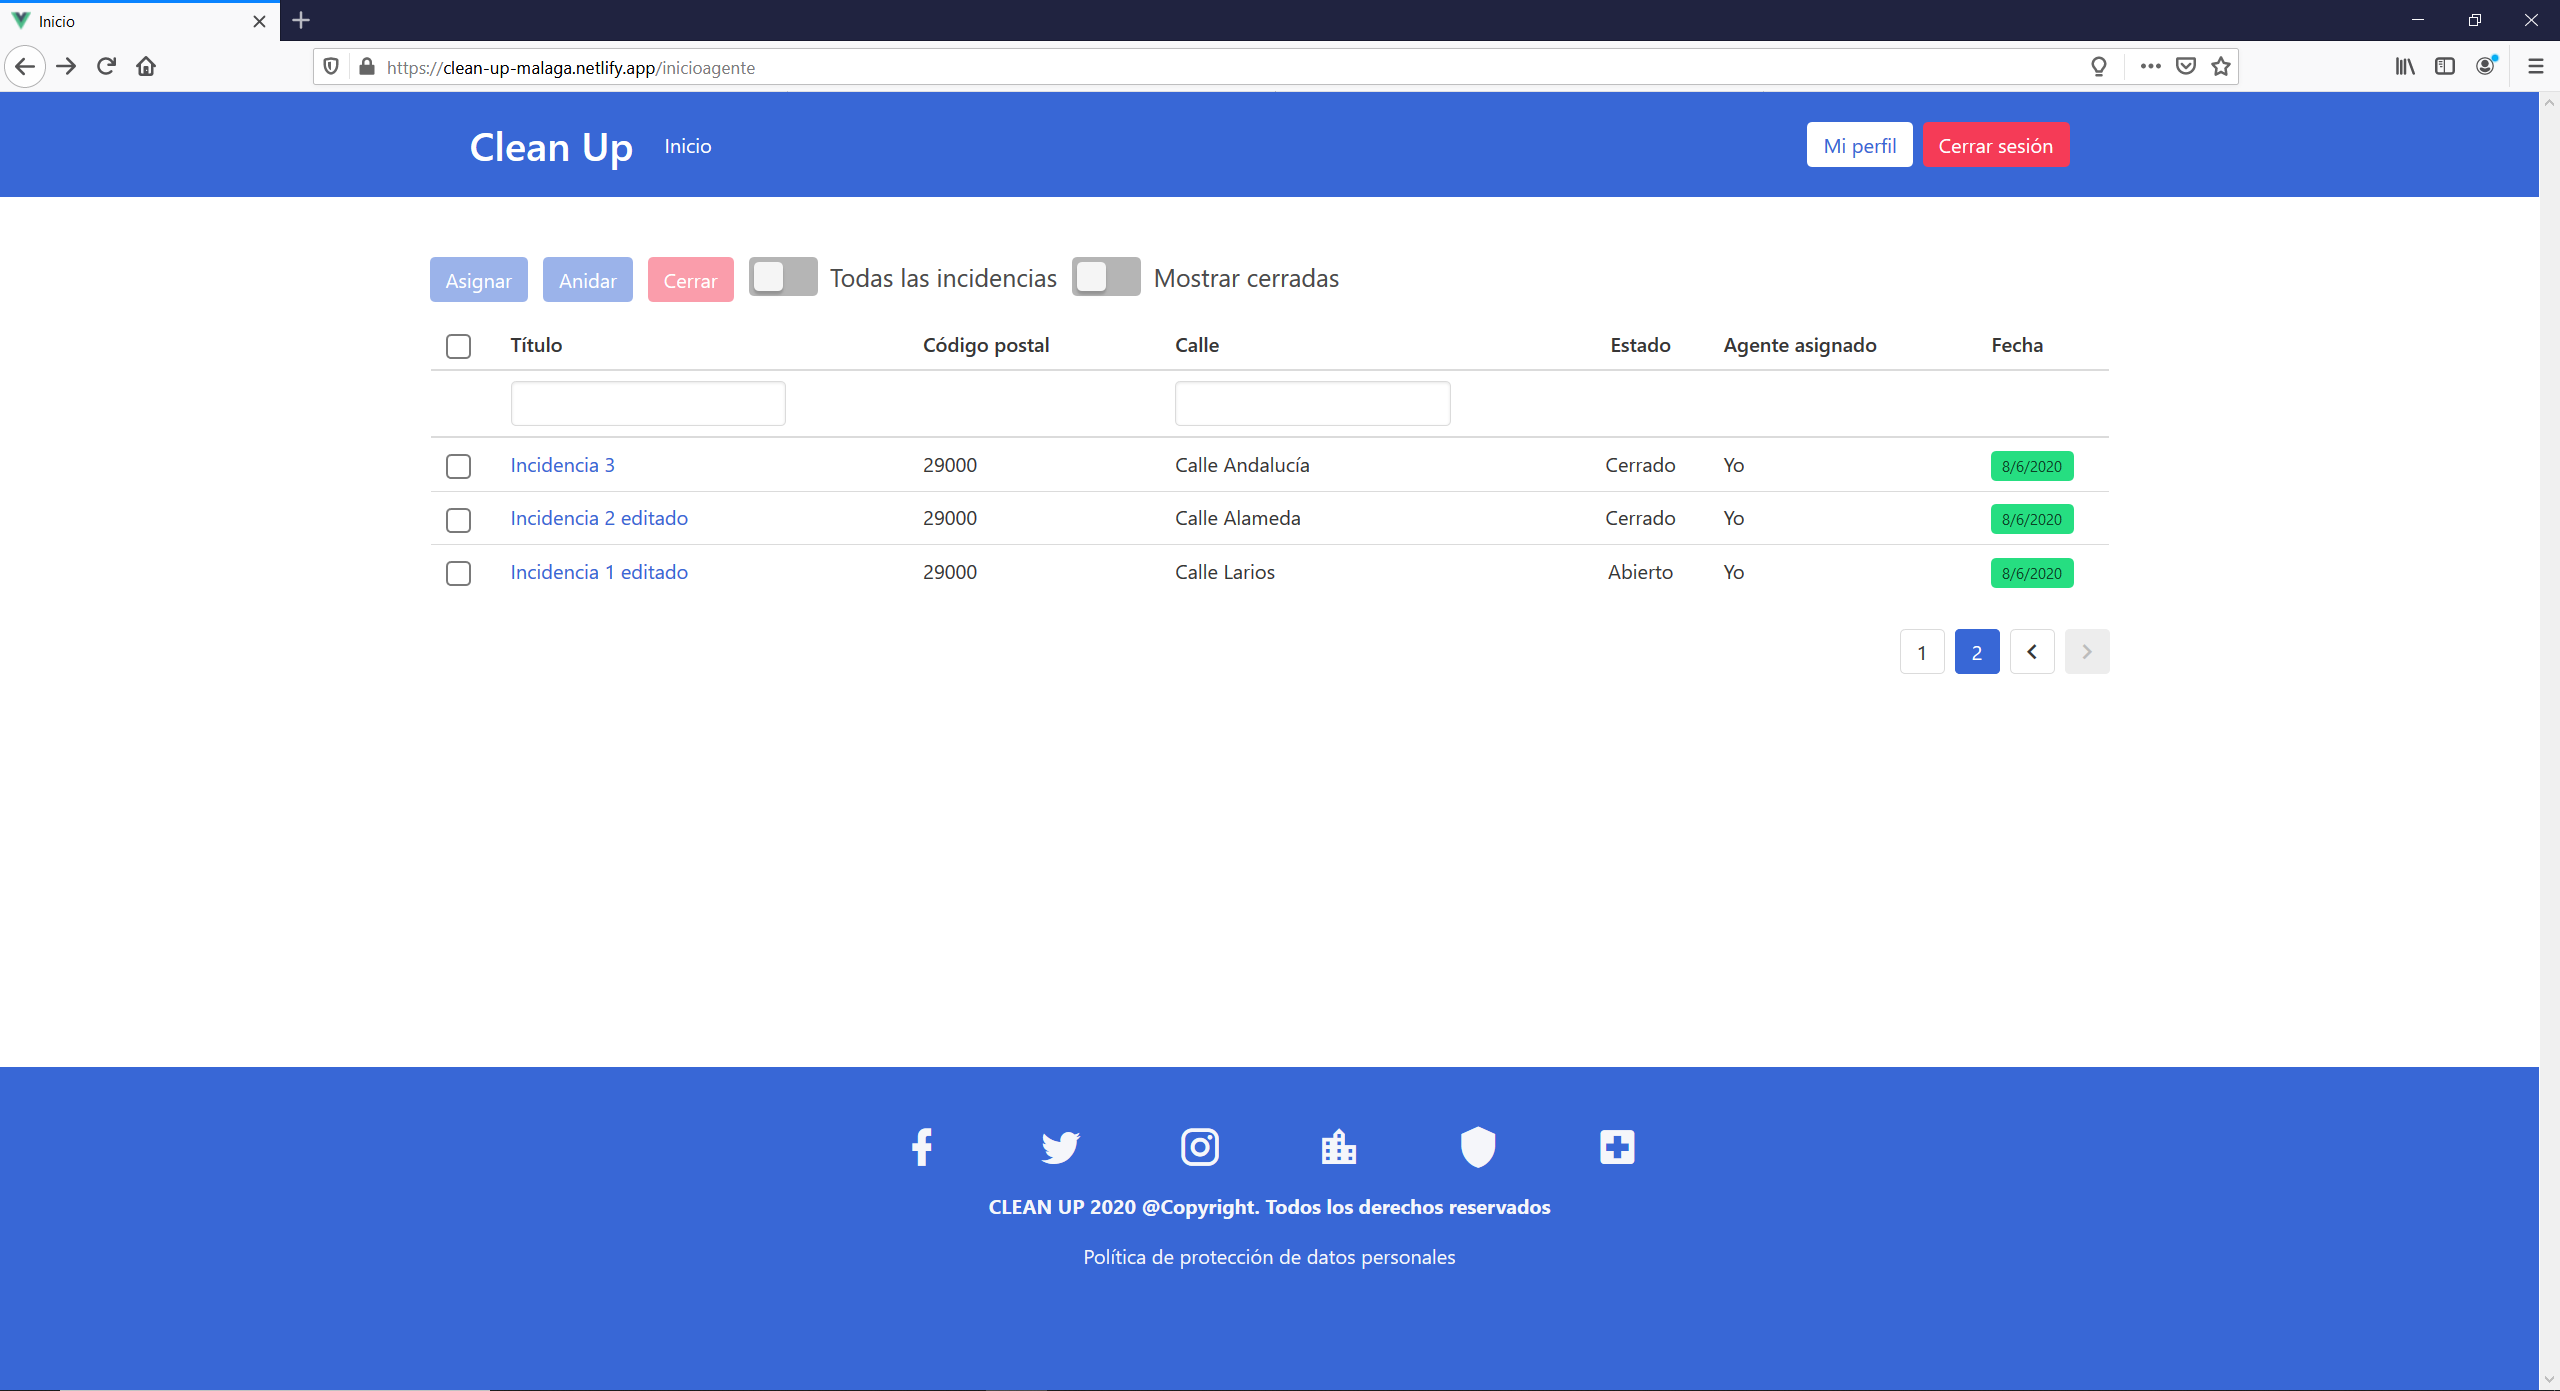 Inicio
https://clean-up-malaga.netlify.app/inicioagente
Clean Up Inicio Mi perfil Cerrar sesión
Asignar Anidar Cerrar Todas las incidencias Mostrar cerradas
Título Código postal Calle Estado Agente asignado Fecha
Incidencia 3 29000 Calle Andalucía Cerrado Yo 8/6/2020
Incidencia 2 editado 29000 Calle Alameda Cerrado Yo 8/6/2020
Incidencia 1 editado 29000 Calle Larios Abierto Yo 8/6/2020
1 2
CLEAN UP 2020 @Copyright. Todos los derechos reservados
Política de protección de datos personales